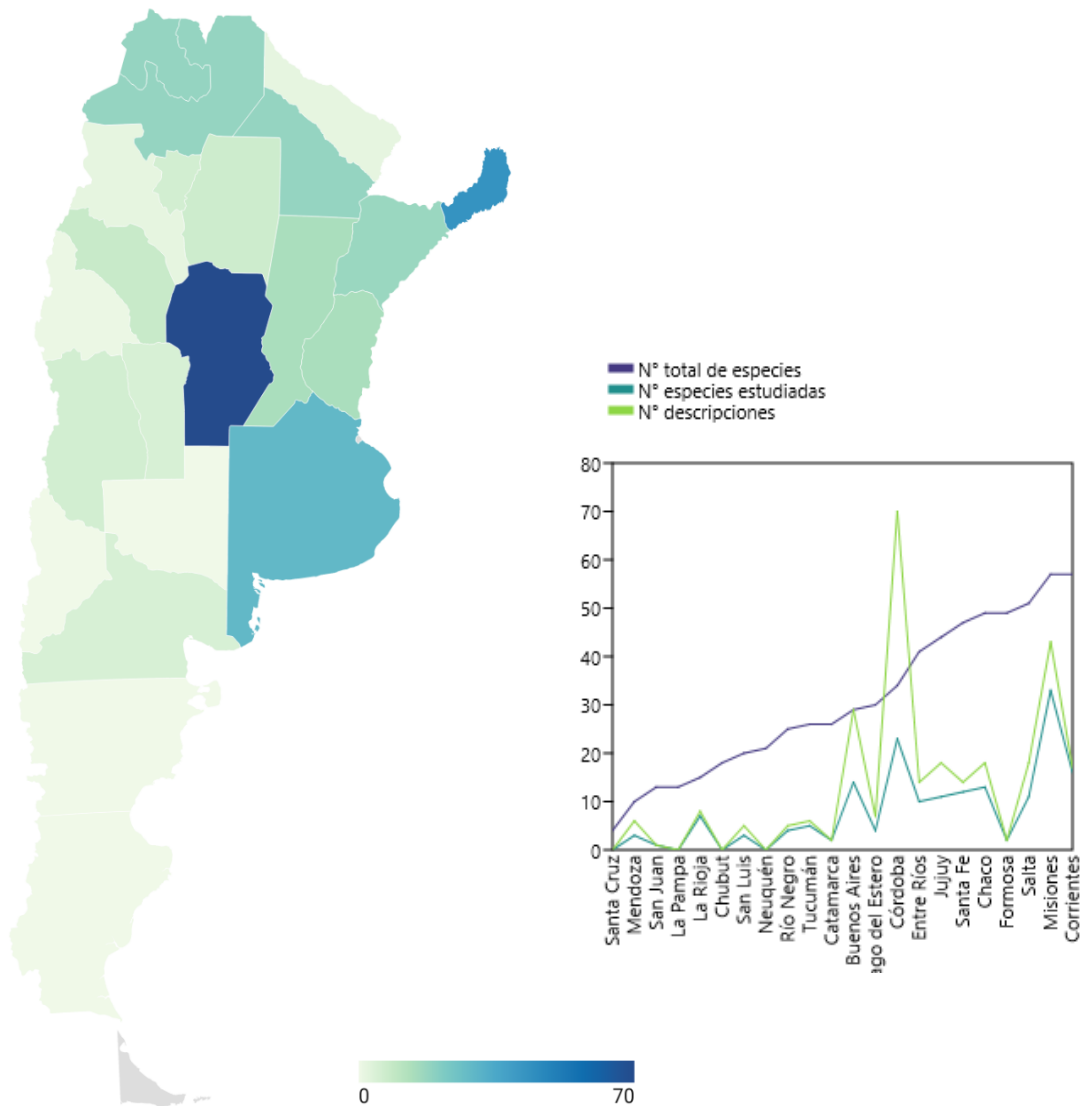 N° total de especies
N° especies estudiadas
N° descripciones
80
70
60
50
40
30
20
10
0
Santa Cruz
Mendoza
San Juan
La Pampa
La Rioja
Chubut
San Luis
Neuquén
Río Negro
Tucumán
Catamarca
Buenos Aires
ago del Estero
Córdoba
Entre Ríos
Jujuy
Santa Fe
Chaco
Formosa
Salta
Misiones
Corrientes
0 70